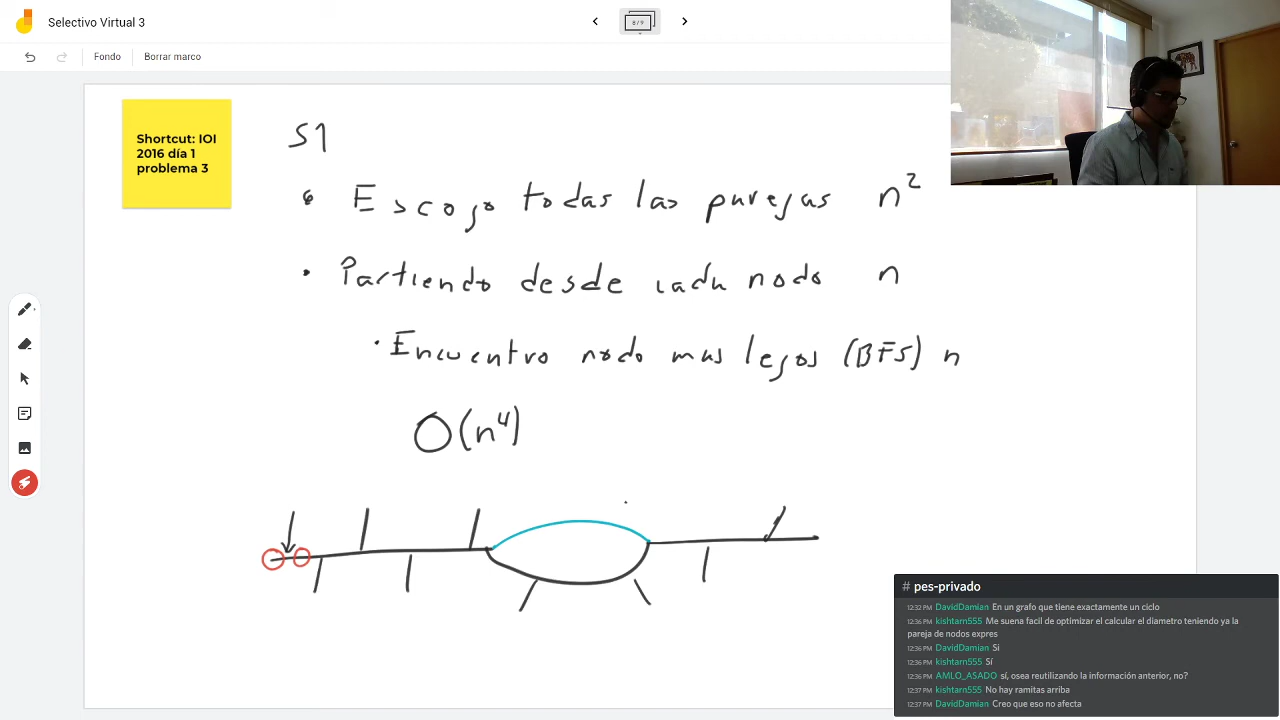 Selectivo Virtual 3
8/9
Fondo
Borrar marco
Shortcut: IOI
2016 día 1
problema 3
S1
• Escojo todas las parejas n²
• Partiendo desde cada nodo n
• Encuentro nodo mas lejos (BFS) n
O(n⁴)
# pes-privado
12:32 PM DavidDamian En un grafo que tiene exactamente un ciclo
12:36 PM kishtarn555 Me suena facil de optimizar el calcular el diametro teniendo ya la
pareja de nodos expres
12:36 PM DavidDamian Si
12:36 PM kishtarn555 Sí
12:36 PM AMLO_ASADO sí, osea reutilizando la información anterior, no?
12:37 PM kishtarn555 No hay ramitas arriba
12:37 PM DavidDamian Creo que eso no afecta